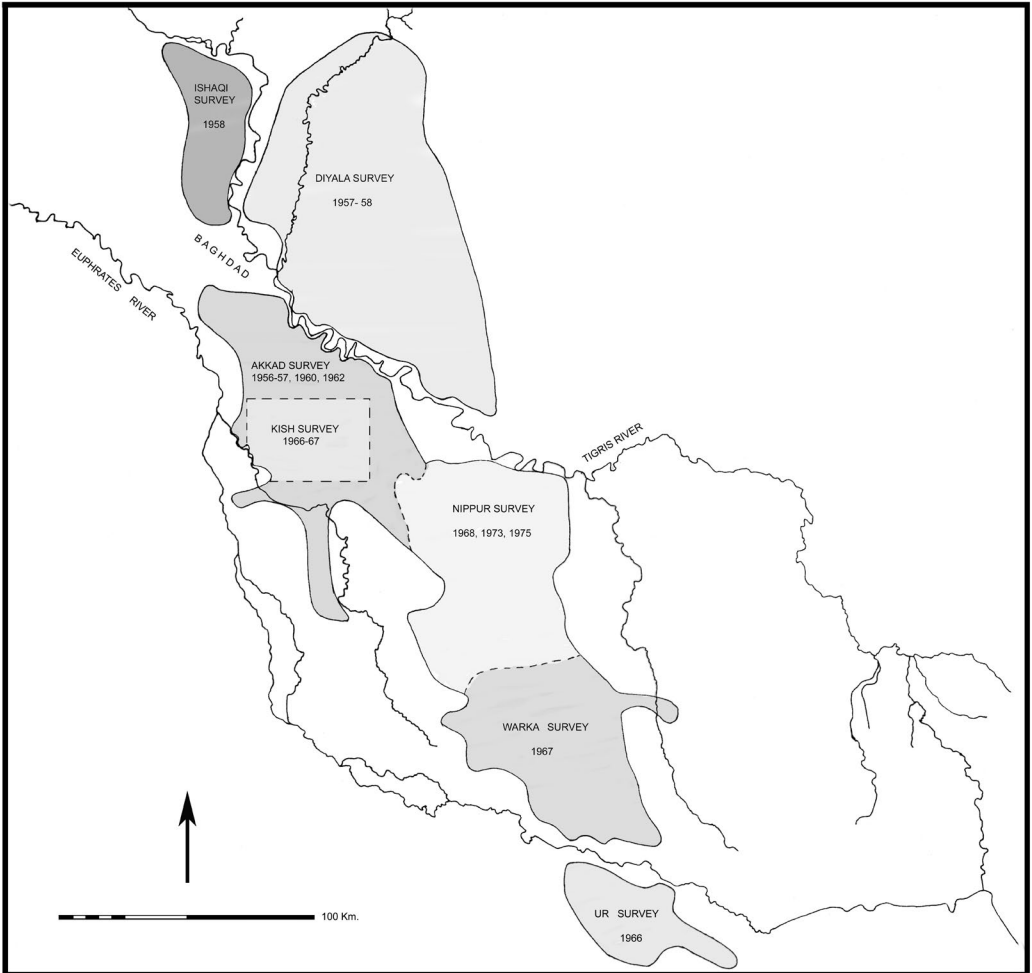 ISHAQI
SURVEY
1958
DIYALA SURVEY
1957- 58
BAGHDAD
EUPHRATES RIVER
AKKAD SURVEY
1956-57, 1960, 1962
KISH SURVEY
1966-67
TIGRIS RIVER
NIPPUR SURVEY
1968, 1973, 1975
WARKA SURVEY
1967
UR SURVEY
1966
100 Km.